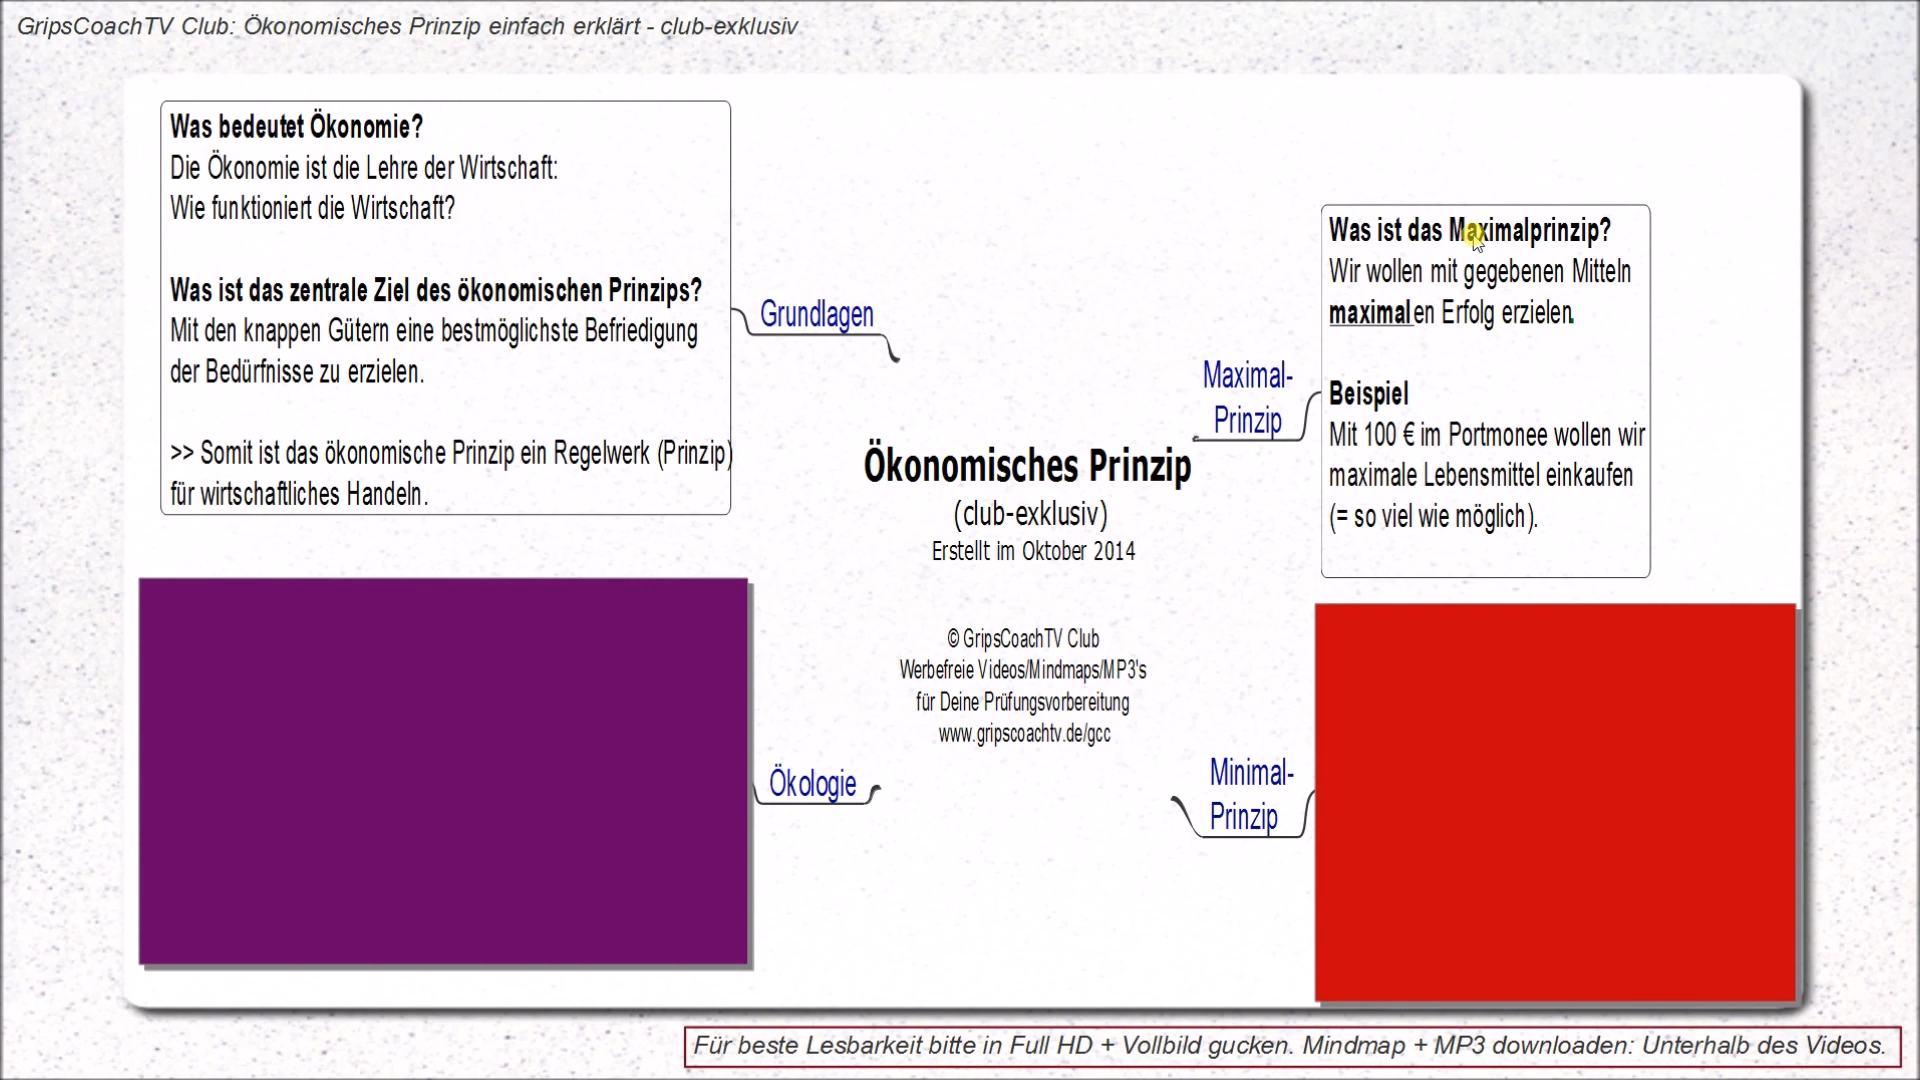 GripsCoachTV Club: Ökonomisches Prinzip einfach erklärt - club-exklusiv
Was bedeutet Ökonomie?
Die Ökonomie ist die Lehre der Wirtschaft:
Wie funktioniert die Wirtschaft?
Was ist das zentrale Ziel des ökonomischen Prinzips?
Mit den knappen Gütern eine bestmöglichste Befriedigung
der Bedürfnisse zu erzielen.
>> Somit ist das ökonomische Prinzip ein Regelwerk (Prinzip)
für wirtschaftliches Handeln.
Grundlagen
Ökonomisches Prinzip
(club-exklusiv)
Erstellt im Oktober 2014
© GripsCoachTV Club
Werbefreie Videos/Mindmaps/MP3's
für Deine Prüfungsvorbereitung
www.gripscoachtv.de/gcc
Maximal-
Prinzip
Was ist das Maximalprinzip?
Wir wollen mit gegebenen Mitteln
maximalen Erfolg erzielen.
Beispiel
Mit 100 € im Portmonee wollen wir
maximale Lebensmittel einkaufen
(= so viel wie möglich).
Ökologie
Minimal-
Prinzip
Für beste Lesbarkeit bitte in Full HD + Vollbild gucken. Mindmap + MP3 downloaden: Unterhalb des Videos.